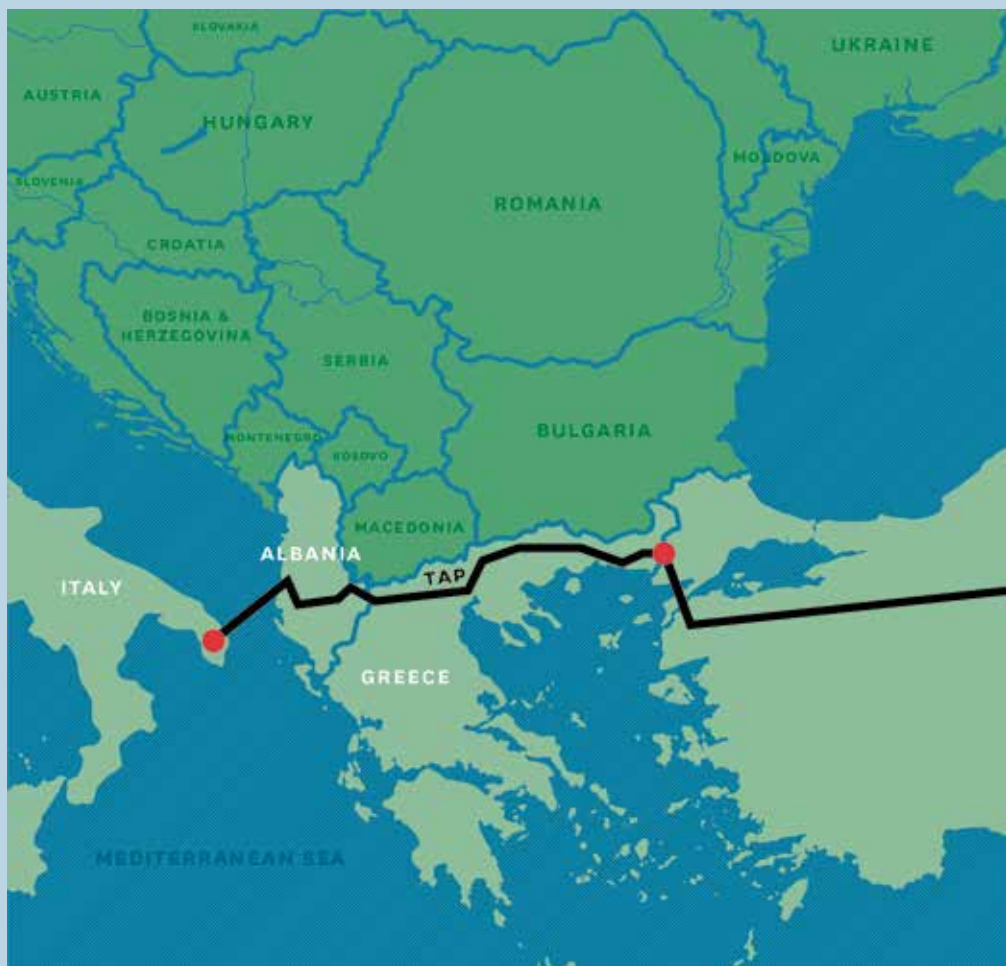 SLOVAKIA
UKRAINE
AUSTRIA
HUNGARY
MOLDOVA
SLOVENIA
ROMANIA
CROATIA
BOSNIA &
HERZEGOVINA
SERBIA
BULGARIA
MONTENEGRO
KOSOVO
MACEDONIA
ALBANIA
TAP
ITALY
GREECE
MEDITERRANEAN SEA